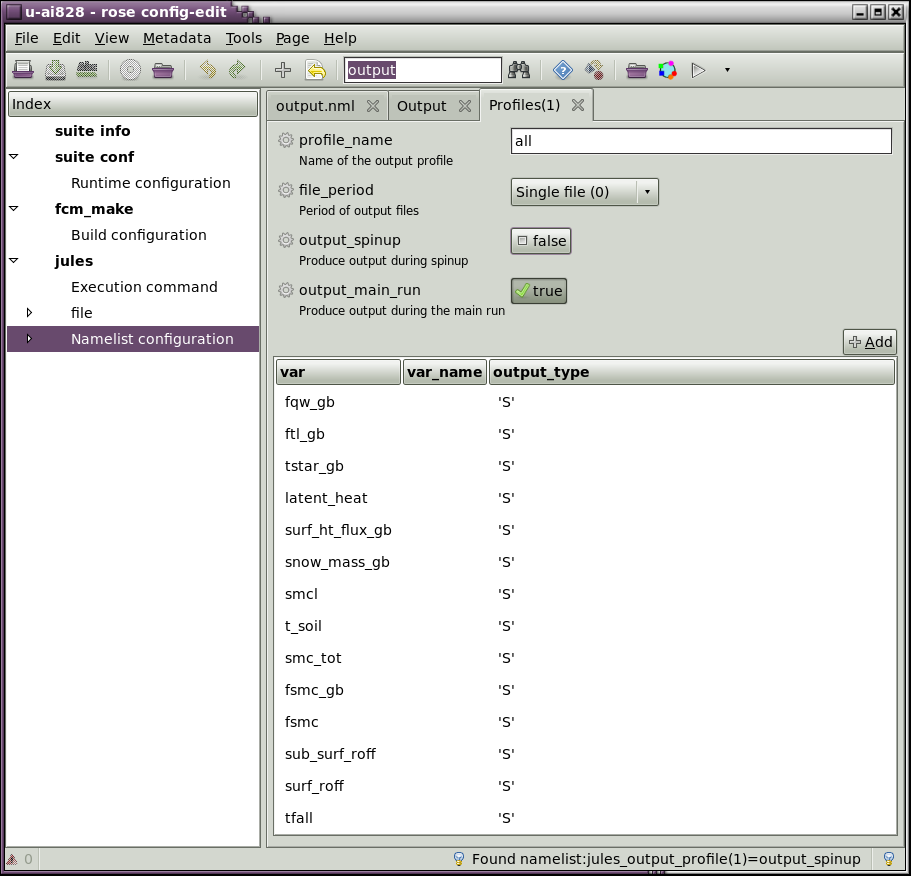 u-ai828 - rose config-edit
File Edit View Metadata Tools Page Help
output
Index
suite info
suite conf
Runtime configuration
fcm_make
Build configuration
jules
Execution command
file
Namelist configuration
output.nml Output Profiles(1)
profile_name all
Name of the output profile
file_period Single file (0)
Period of output files
output_spinup false
Produce output during spinup
output_main_run true
Produce output during the main run
Add
var var_name output_type
fqw_gb 'S'
ftl_gb 'S'
tstar_gb 'S'
latent_heat 'S'
surf_ht_flux_gb 'S'
snow_mass_gb 'S'
smcl 'S'
t_soil 'S'
smc_tot 'S'
fsmc_gb 'S'
fsmc 'S'
sub_surf_roff 'S'
surf_roff 'S'
tfall 'S'
0 Found namelist:jules_output_profile(1)=output_spinup